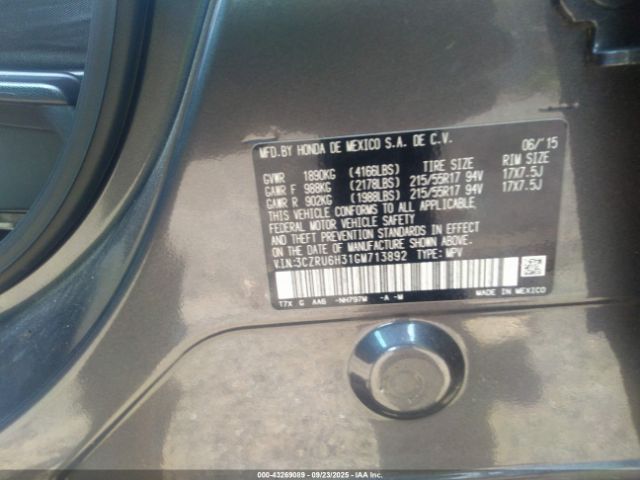 MFD.BY HONDA DE MEXICO S.A. DE C.V. 06/'15
GVWR 1890KG (4166LBS) TIRE SIZE RIM SIZE
GAWR F 988KG (2178LBS) 215/55R17 94V 17X7.5J
GAWR R 902KG (1988LBS) 215/55R17 94V 17X7.5J
THIS VEHICLE CONFORMS TO ALL APPLICABLE
FEDERAL MOTOR VEHICLE SAFETY
AND THEFT PREVENTION STANDARDS IN EFFECT
ON THE DATE OF MANUFACTURE SHOWN ABOVE.
V.I.N:3CZRU6H31GM713892 TYPE: MPV
T7X G AA6 -NH797M -A -M MADE IN MEXICO
000-43269089 - 09/23/2025 - IAA Inc.